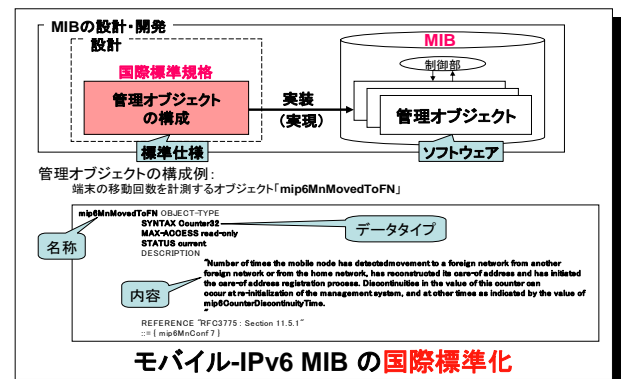 MIBの設計・開発
設計
国際標準規格
管理オブジェクト
の構成
標準仕様
実装
(実現)
MIB
制御部
管理オブジェクト
ソフトウェア
管理オブジェクトの構成例:
端末の移動回数を計測するオブジェクト「mip6MnMovedToFN」
mip6MnMovedToFN OBJECT-TYPE
SYNTAX Counter32
MAX-ACCESS read-only
STATUS current
DESCRIPTION
"Number of times the mobile node has detectedmovement to a foreign network from another
foreign network or from the home network, has reconstructed its care-of address and has initiated
the care-of address registration process. Discontinuities in the value of this counter can
occur at re-initialization of the management system, and at other times as indicated by the value of
mip6CounterDiscontinuityTime.
"
REFERENCE "RFC3775 : Section 11.5.1"
::= { mip6MnConf 7 }
名称
データタイプ
内容
モバイル-IPv6 MIB の国際標準化